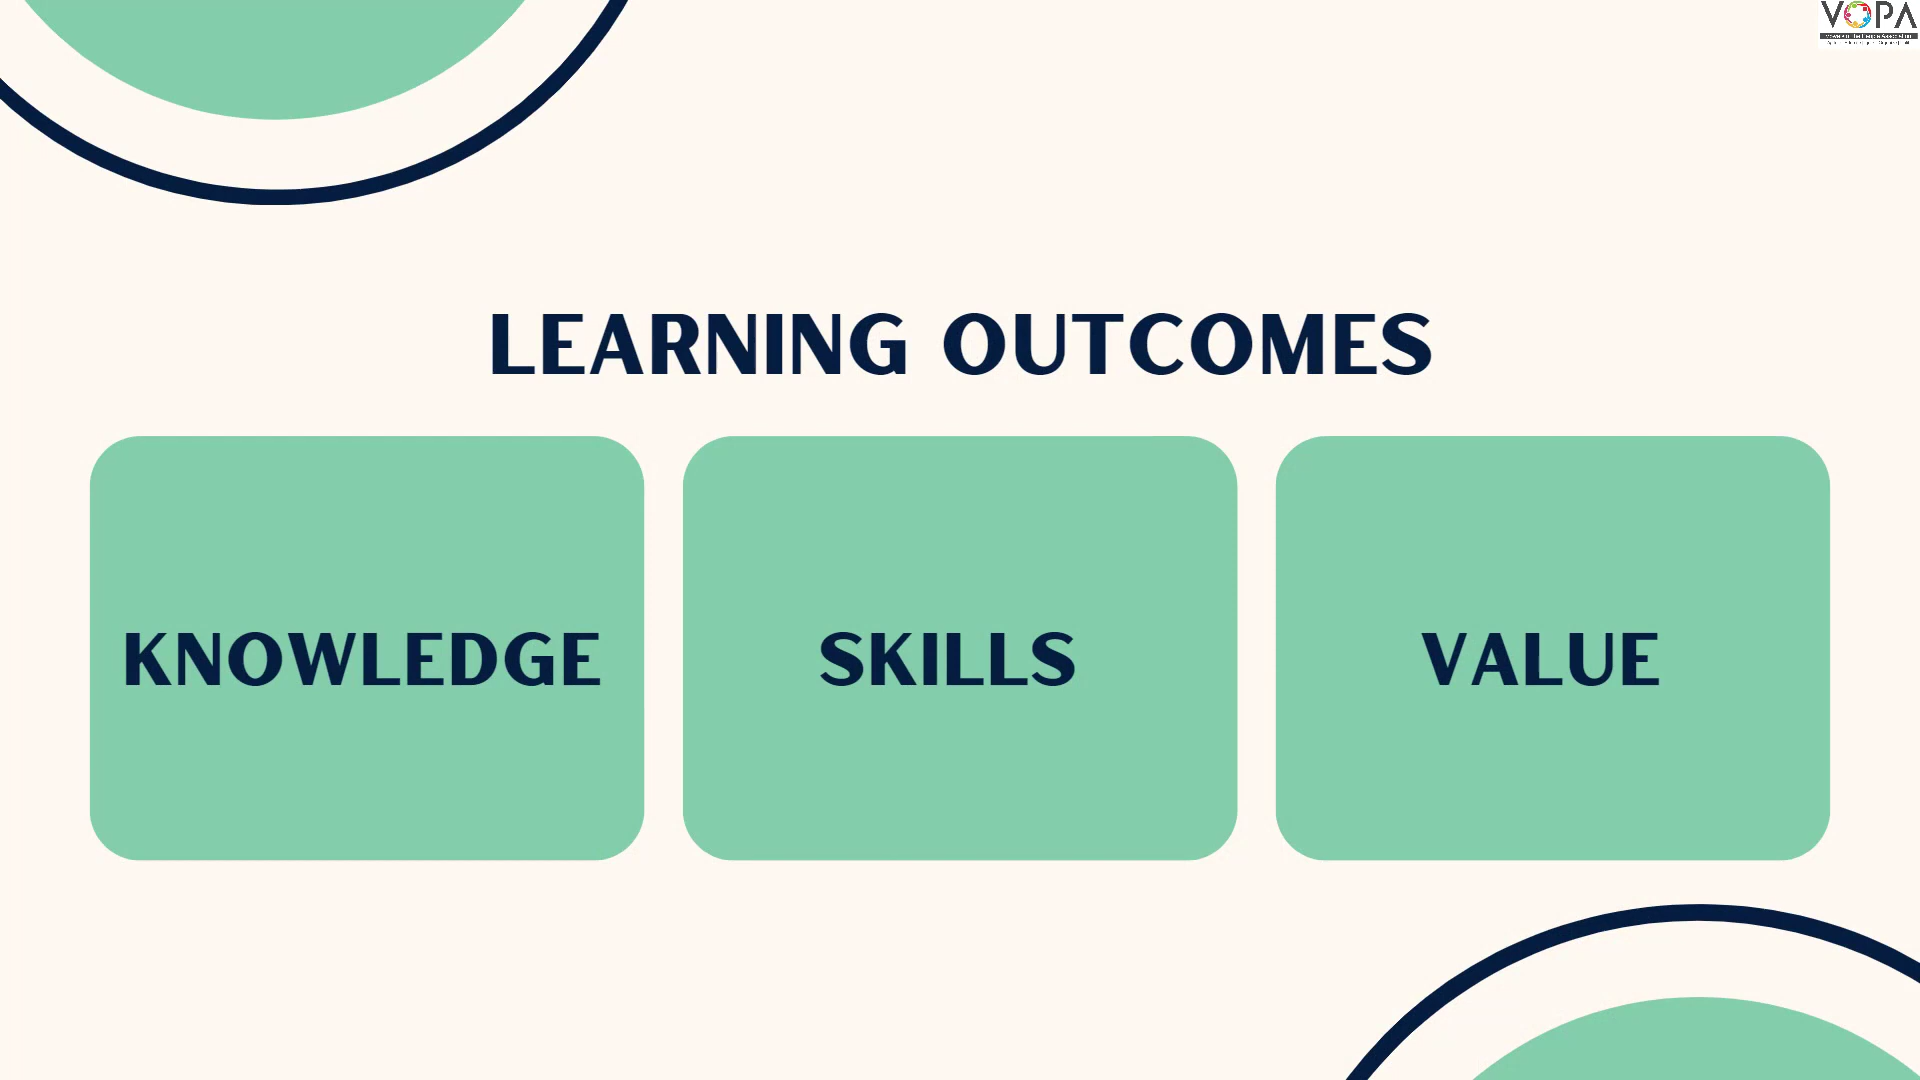 VOPA
LEARNING OUTCOMES
KNOWLEDGE
SKILLS
VALUE